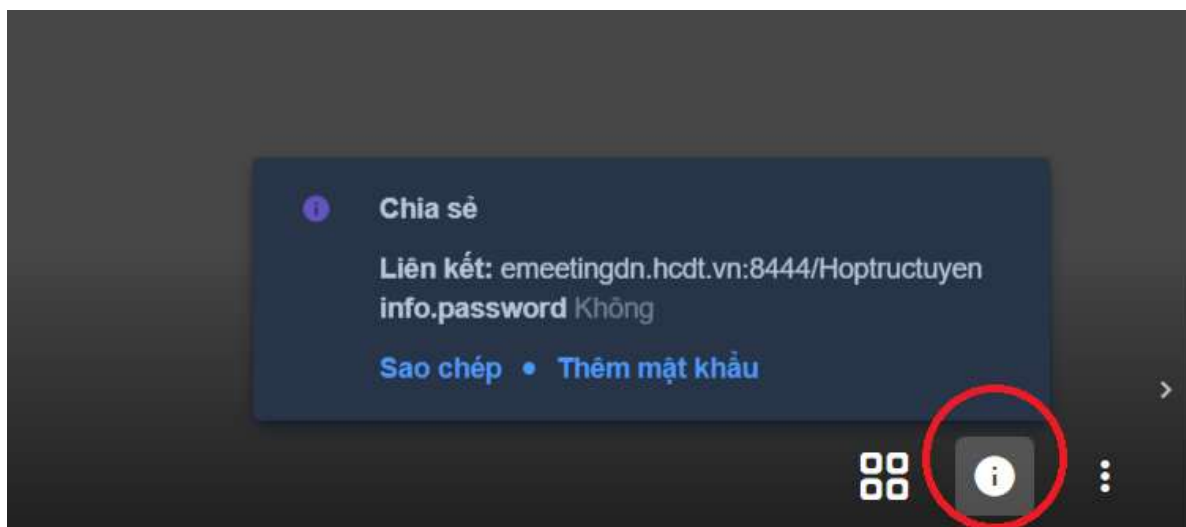 Chia sẻ
Liên kết: emeetingdn.hcdt.vn:8444/Hoptructuyen
info.password Không
Sao chép • Thêm mật khẩu